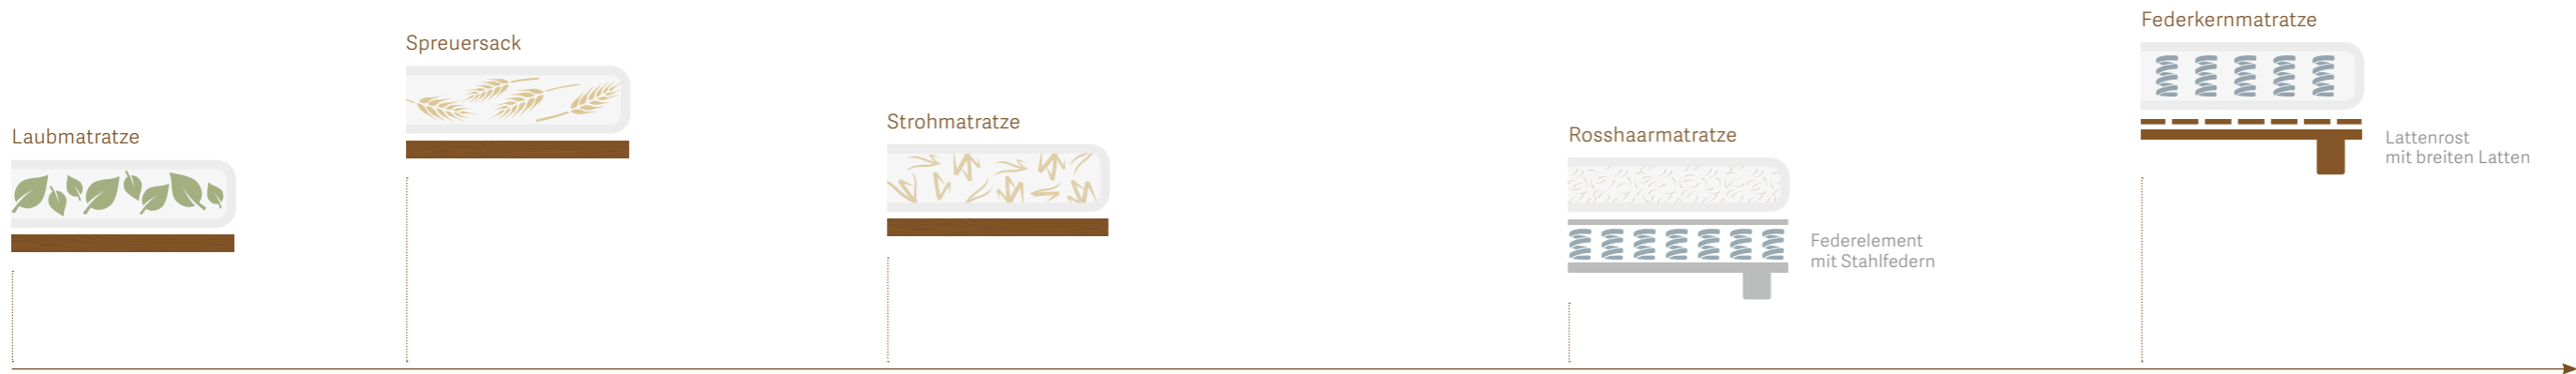 Laubmatratze
Spreuersack
Strohmatratze
Rosshaarmatratze
Federelement
mit Stahlfedern
Federkernmatratze
Lattenrost
mit breiten Latten